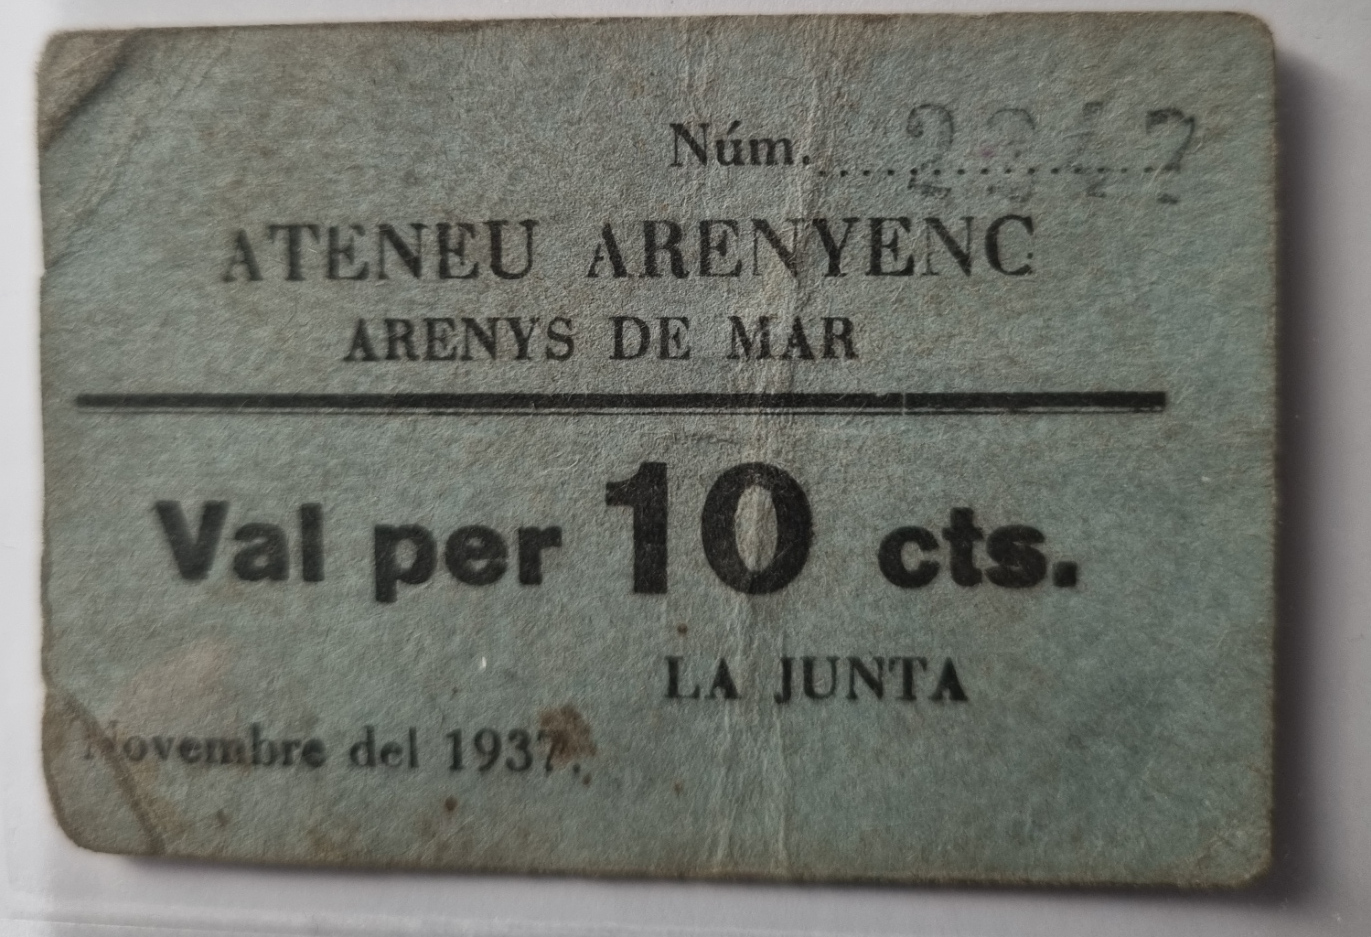 Núm.
ATENEU ARENYENC
ARENYS DE MAR
Val per 10 cts.
LA JUNTA
Novembre del 1937.